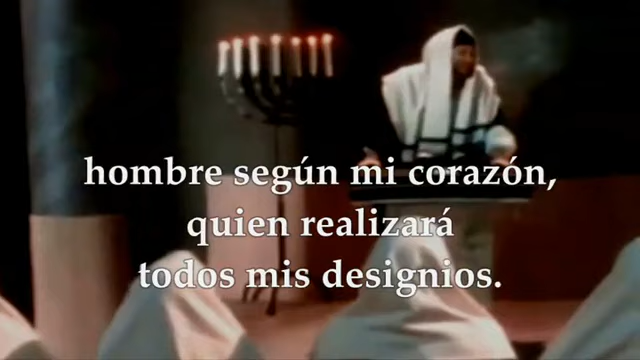 hombre según mi corazón,
quien realizará
todos mis designios.